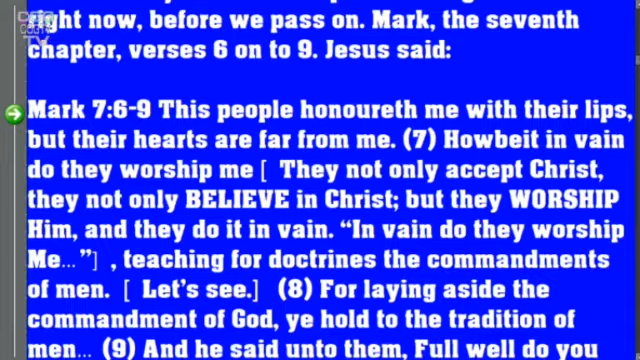 right now, before we pass on. Mark, the seventh
chapter, verses 6 on to 9. Jesus said:
Mark 7:6-9 This people honoureth me with their lips,
but their hearts are far from me. (7) Howbeit in vain
do they worship me [ They not only accept Christ,
they not only BELIEVE in Christ; but they WORSHIP
Him, and they do it in vain. “In vain do they worship
Me...”] , teaching for doctrines the commandments
of men. [ Let’s see.] (8) For laying aside the
commandment of God, ye hold to the tradition of
men... (9) And he said unto them, Full well do you